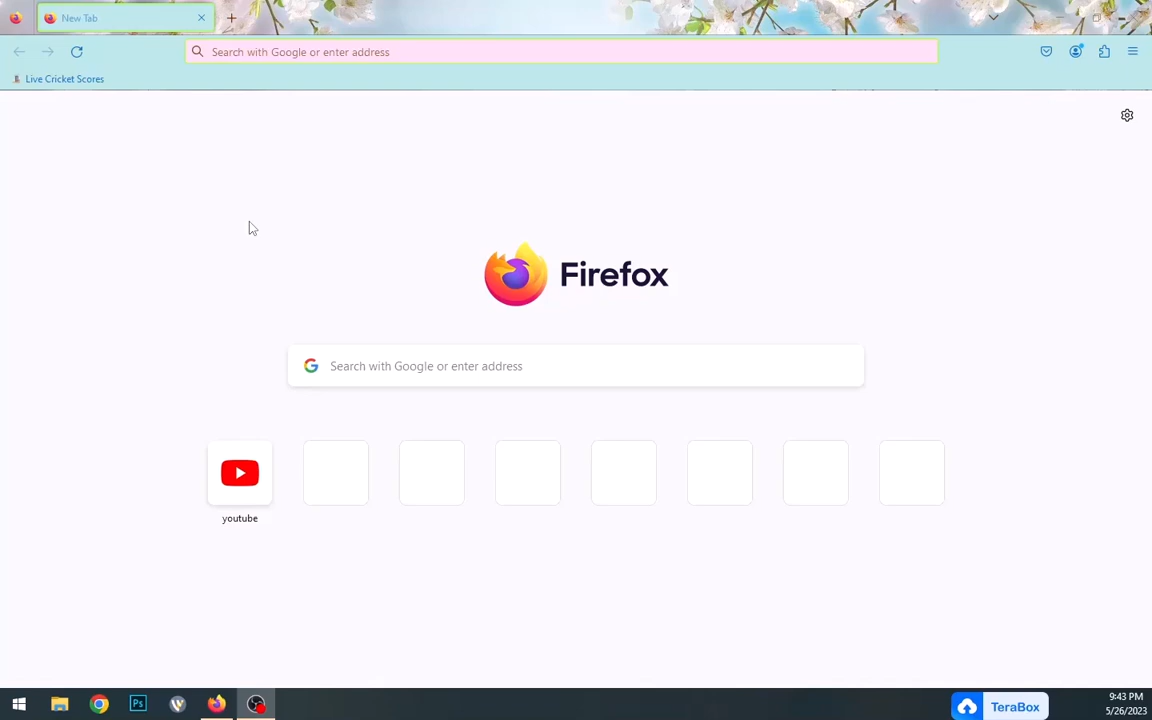 New Tab
Search with Google or enter address
Live Cricket Scores
Firefox
Search with Google or enter address
youtube
Ps
TeraBox
9:43 PM
5/26/2023